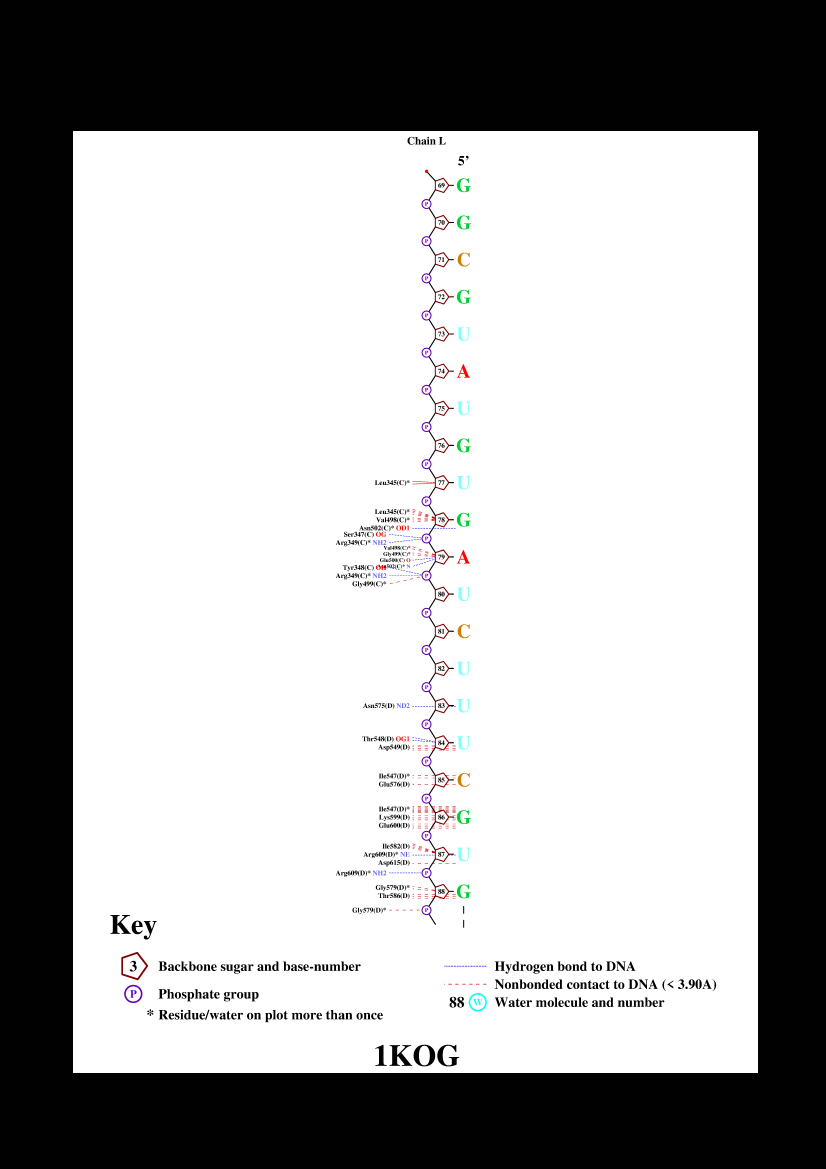 Chain L
5’
69 G
P
70 G
P
71 C
P
72 G
P
73 U
P
74 A
P
75 U
P
76 G
P
Leu345(C)* 77 U
P
Leu345(C)*
Val498(C)* 78 G
Asn502(C)* OD1
Ser347(C) OG P
Arg349(C)* NH2
Val498(C)*
Gly499(C)* 79 A
Glu500(C) O
Tyr348(C)
Arg349(C)* NH2 P
Gly499(C)*
80 U
P
81 C
P
82 U
P
Asn575(D) ND2 83 U
P
Thr548(D) OG1 84 U
Asp549(D)
P
Ile547(D)* 85 C
Glu576(D)
P
Ile547(D)*
Lys599(D) 86 G
Glu600(D)
P
Ile582(D)
Arg609(D)* NE 87 U
Asp615(D)
Arg609(D)* NH2 P
Gly579(D)* 88 G
Thr586(D)
Gly579(D)* P
Key
3 Backbone sugar and base-number
P Phosphate group
* Residue/water on plot more than once
Hydrogen bond to DNA
Nonbonded contact to DNA (< 3.90A)
88 W Water molecule and number
1KOG